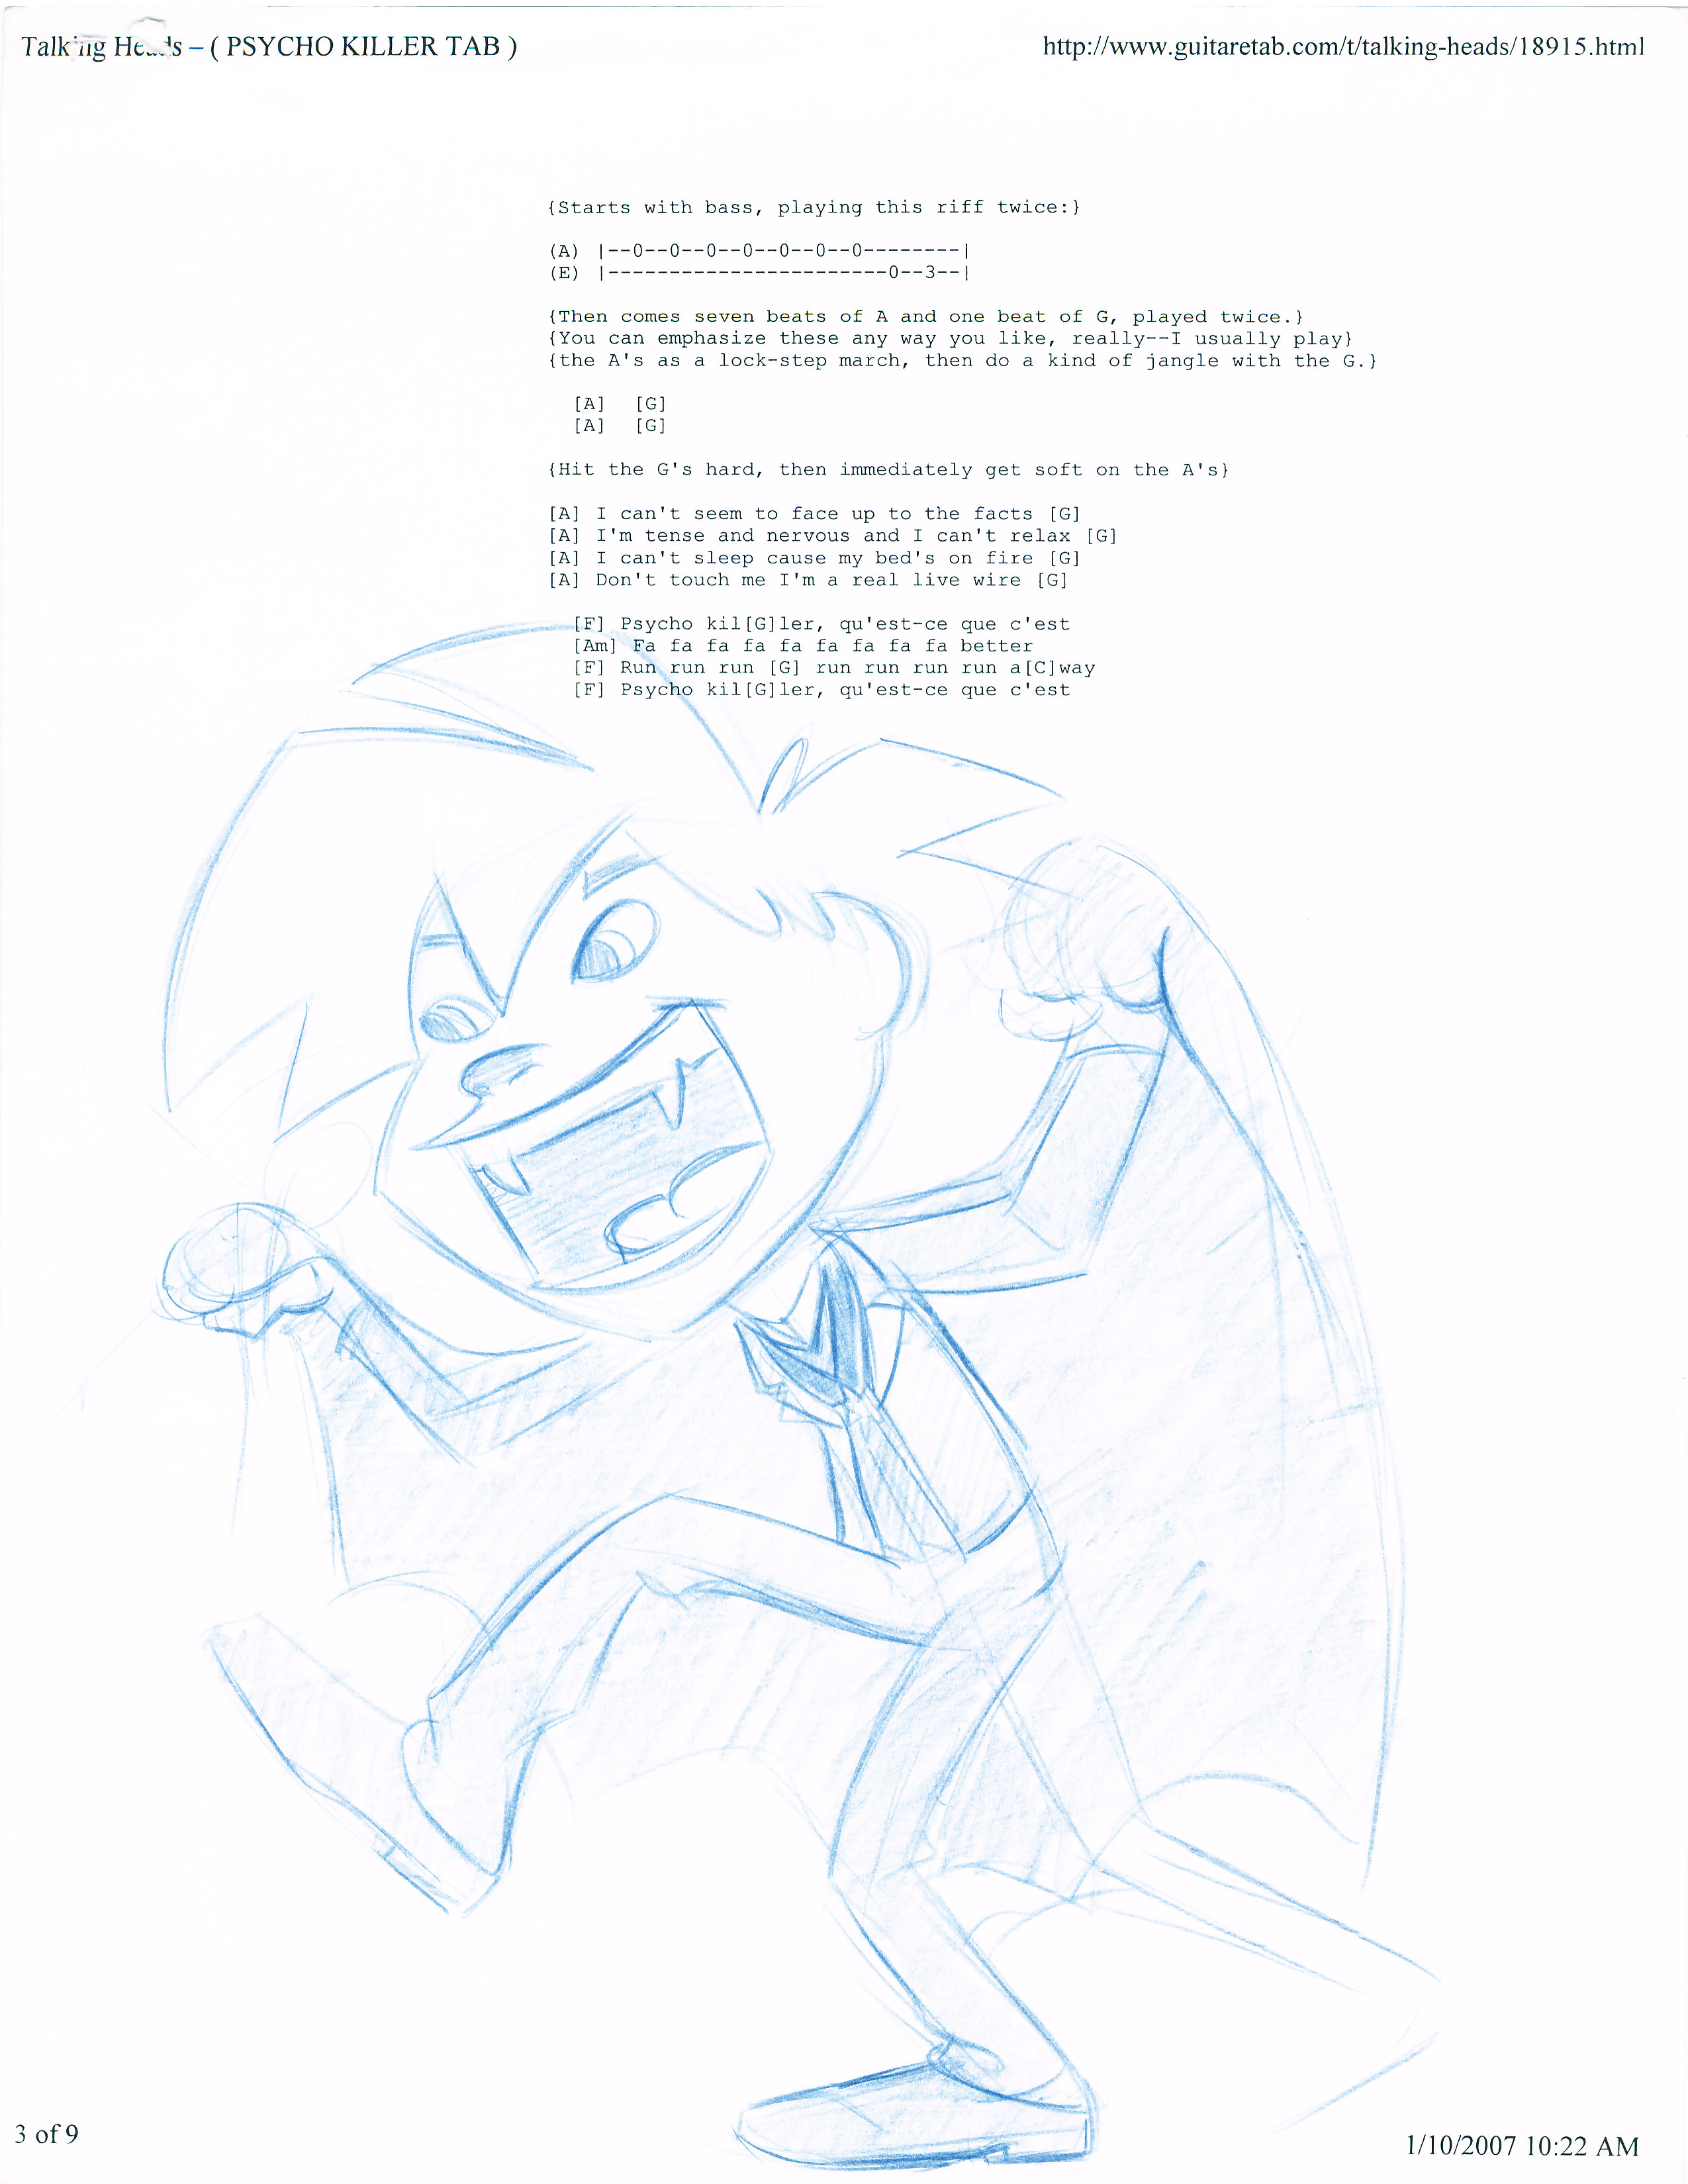 Talking Heads – ( PSYCHO KILLER TAB )
http://www.guitaretab.com/t/talking-heads/18915.html
{Starts with bass, playing this riff twice:}
(A) |--0--0--0--0--0--0--0--------|
(E) |-----------------------0--3--|
{Then comes seven beats of A and one beat of G, played twice.}
{You can emphasize these any way you like, really--I usually play}
{the A's as a lock-step march, then do a kind of jangle with the G.}
[A] [G]
[A] [G]
{Hit the G's hard, then immediately get soft on the A's}
[A] I can't seem to face up to the facts [G]
[A] I'm tense and nervous and I can't relax [G]
[A] I can't sleep cause my bed's on fire [G]
[A] Don't touch me I'm a real live wire [G]
[F] Psycho kil[G]ler, qu'est-ce que c'est
[Am] Fa fa fa fa fa fa fa fa fa better
[F] Run run run [G] run run run run a[C]way
[F] Psycho kil[G]ler, qu'est-ce que c'est
3 of 9
1/10/2007 10:22 AM